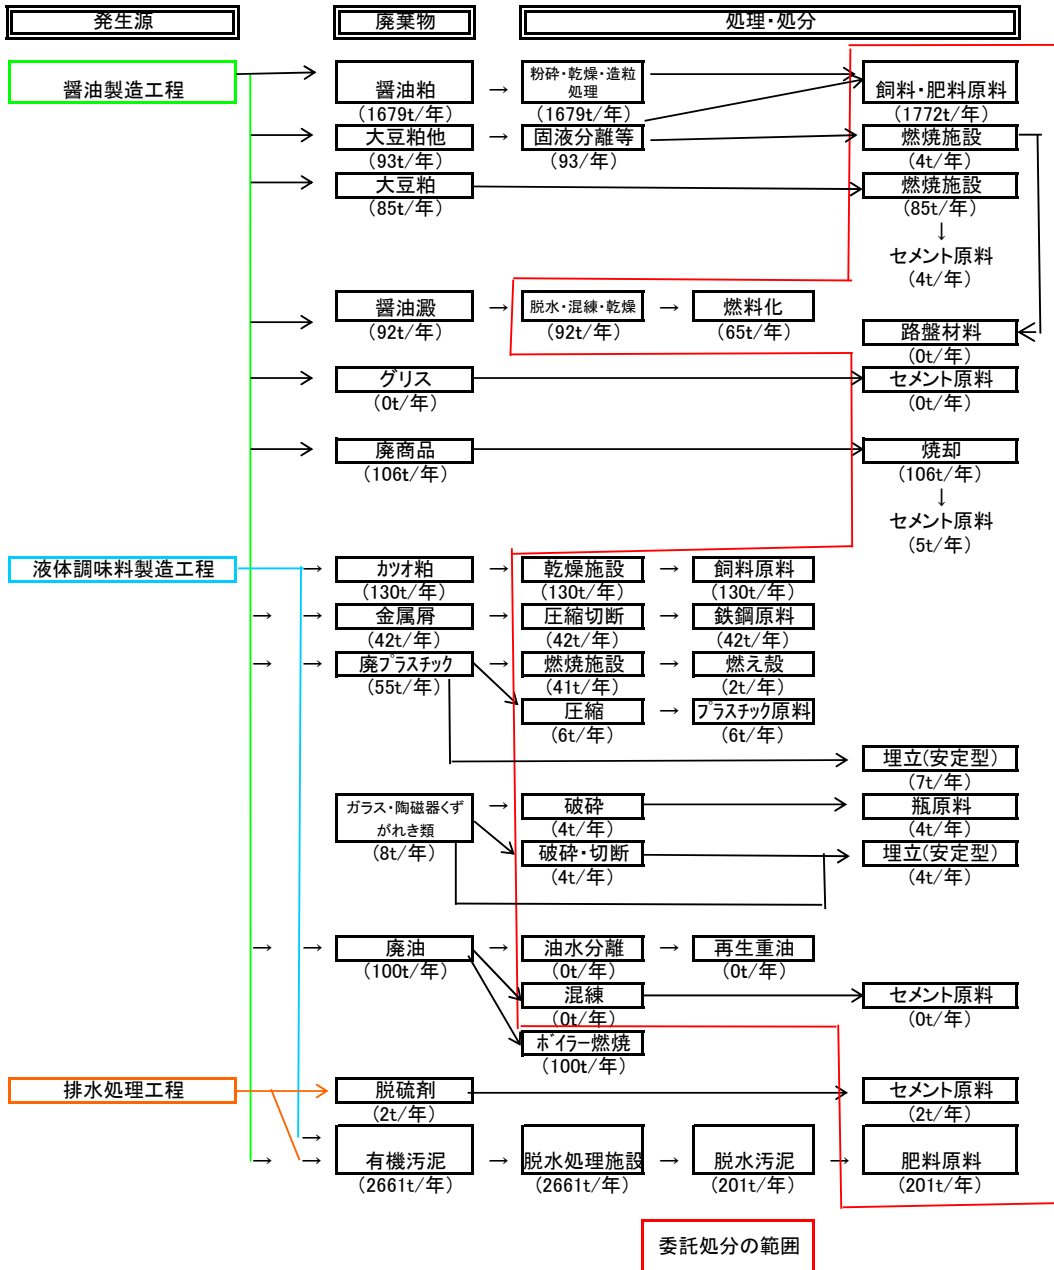 発生源
廃棄物
処理・処分
醤油製造工程
醤油粕
(1679t/年)
粉砕・乾燥・造粒
処理
(1679t/年)
飼料・肥料原料
(1772t/年)
大豆粕他
(93t/年)
固液分離等
(93/年)
燃焼施設
(4t/年)
大豆粕
(85t/年)
燃焼施設
(85t/年)
↓
セメント原料
(4t/年)
醤油澱
(92t/年)
脱水・混練・乾燥
(92t/年)
燃料化
(65t/年)
路盤材料
(0t/年)
グリス
(0t/年)
セメント原料
(0t/年)
廃商品
(106t/年)
焼却
(106t/年)
↓
セメント原料
(5t/年)
液体調味料製造工程
カツオ粕
(130t/年)
乾燥施設
(130t/年)
飼料原料
(130t/年)
金属屑
(42t/年)
圧縮切断
(42t/年)
鉄鋼原料
(42t/年)
廃プラスチック
(55t/年)
燃焼施設
(41t/年)
燃え殻
(2t/年)
圧縮
(6t/年)
プラスチック原料
(6t/年)
埋立(安定型)
(7t/年)
ガラス・陶磁器くず
がれき類
(8t/年)
破砕
(4t/年)
瓶原料
(4t/年)
破砕・切断
(4t/年)
埋立(安定型)
(4t/年)
廃油
(100t/年)
油水分離
(0t/年)
再生重油
(0t/年)
混練
(0t/年)
セメント原料
(0t/年)
ボイラー燃焼
(100t/年)
排水処理工程
脱硫剤
(2t/年)
セメント原料
(2t/年)
有機汚泥
(2661t/年)
脱水処理施設
(2661t/年)
脱水汚泥
(201t/年)
肥料原料
(201t/年)
委託処分の範囲